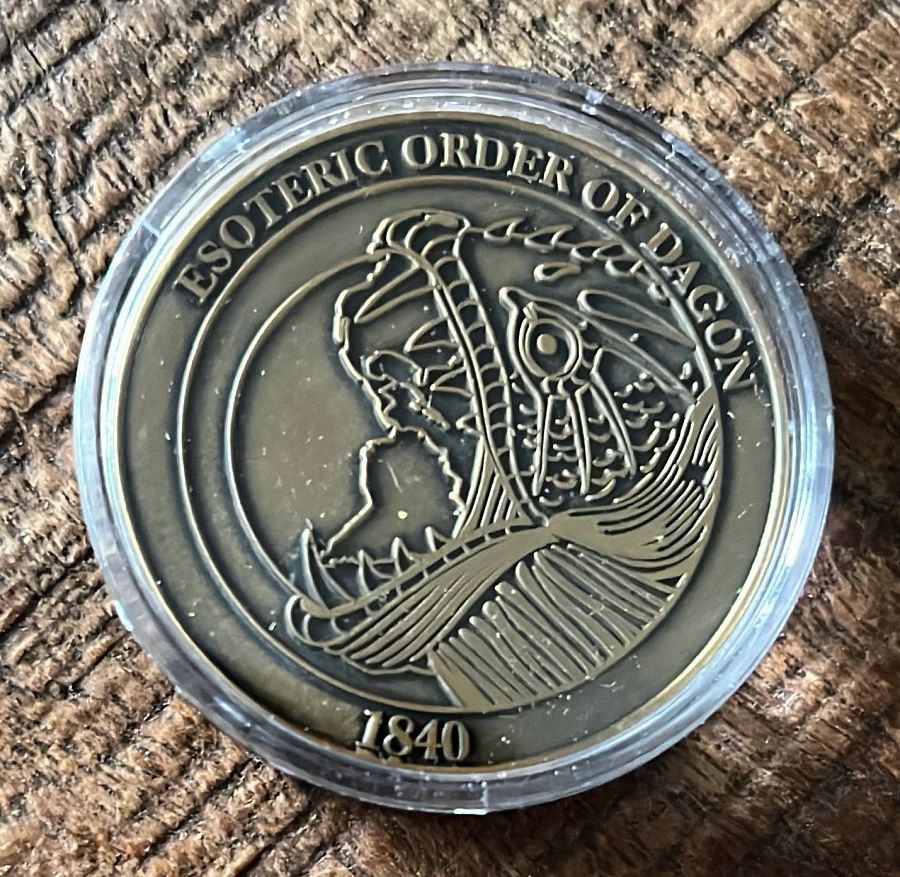 ESOTERIC ORDER OF DAGON
1840